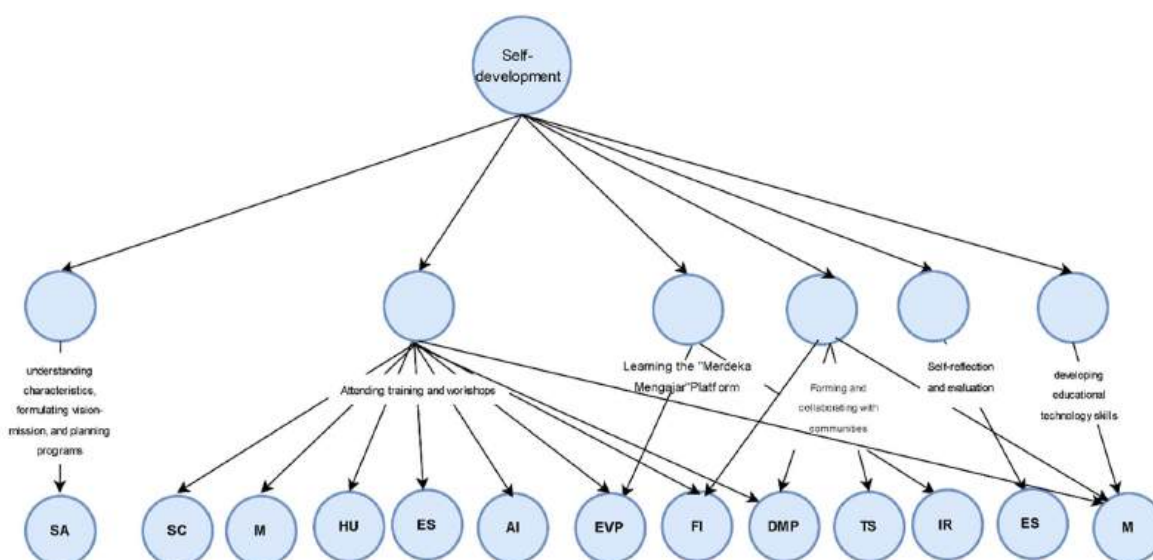 Self-
development
understanding
characteristics,
formulating vision-
mission, and planning
programs
Attending training and workshops
Learning the "Merdeka
Mengajar"Platform
Forming and
collaborating with
communities
Self-reflection
and evaluation
developing
educational
technology skills
SA
SC
M
HU
ES
AI
EVP
FI
DMP
TS
IR
ES
M